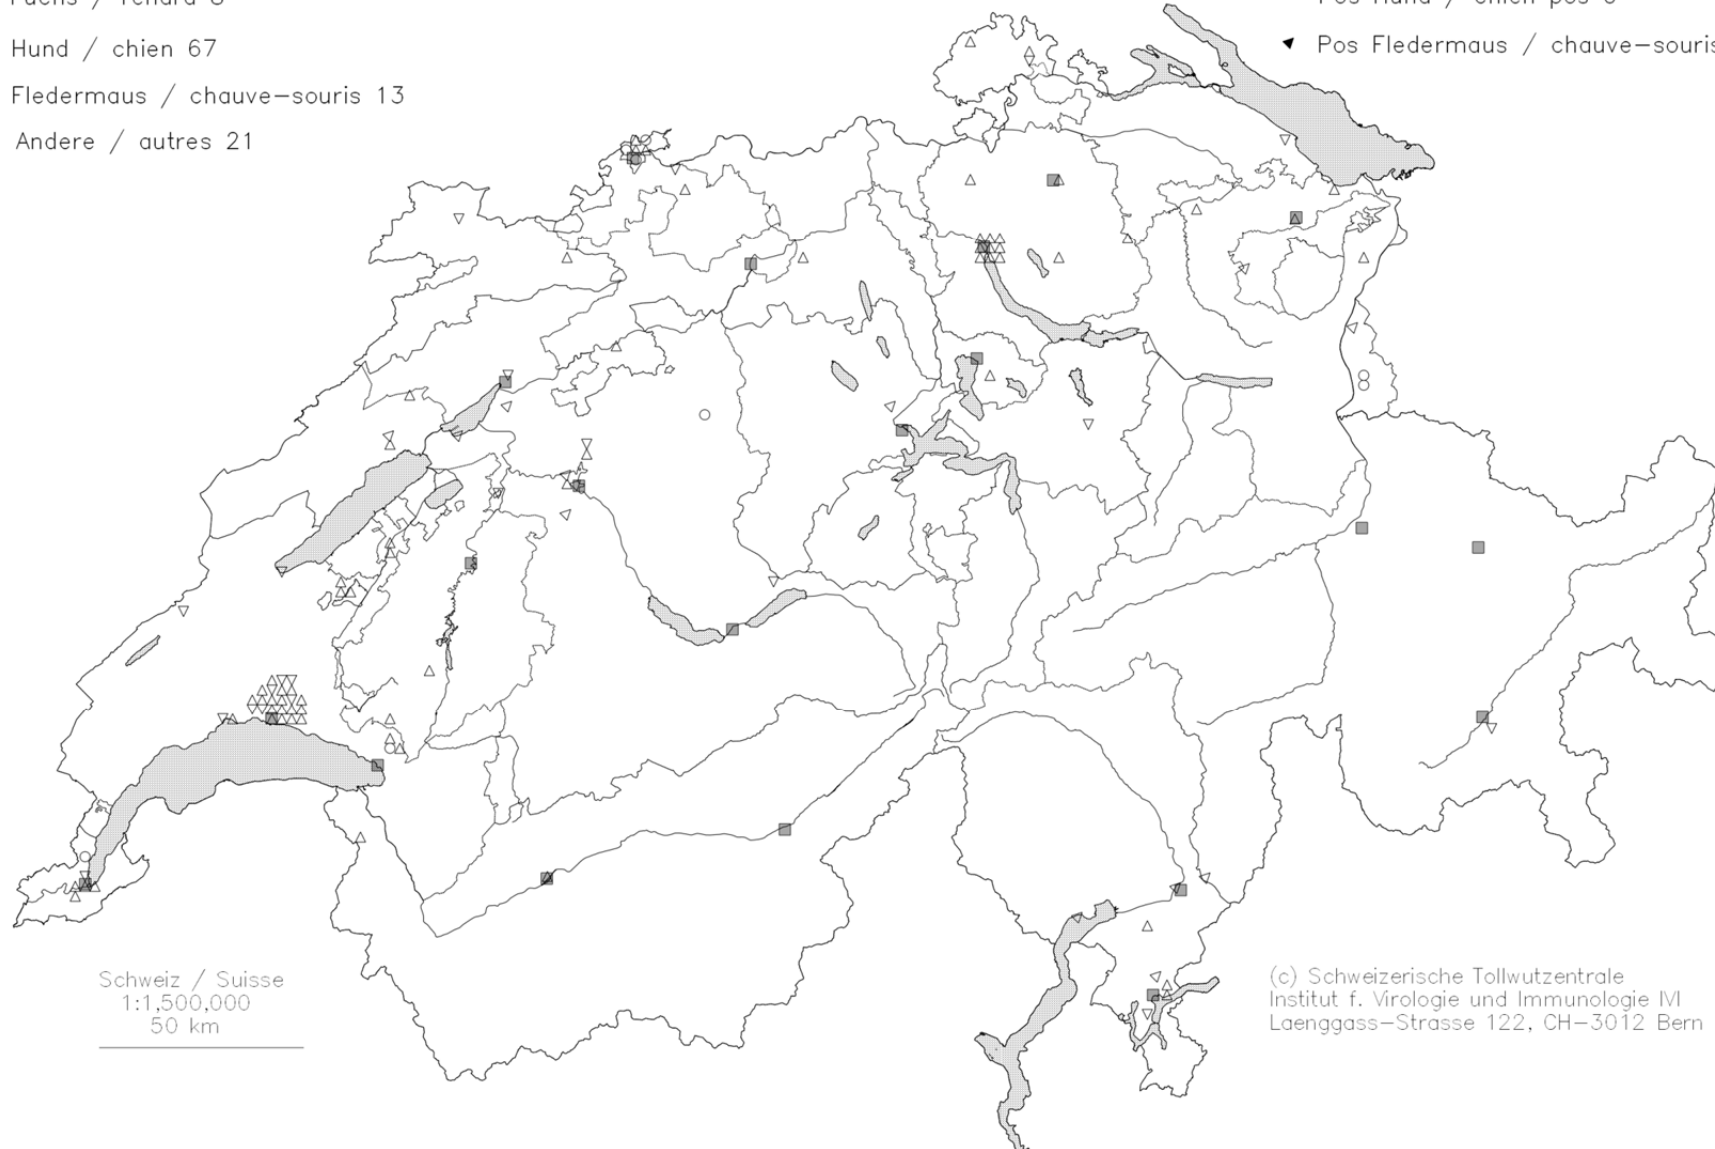 Hund / chien 67
Pos Fledermaus / chauve-souris
Fledermaus / chauve-souris 13
Andere / autres 21
Schweiz / Suisse
1:1,500,000
50 km
(c) Schweizerische Tollwutzentrale
Institut f. Virologie und Immunologie IVI
Laenggass-Strasse 122, CH-3012 Bern